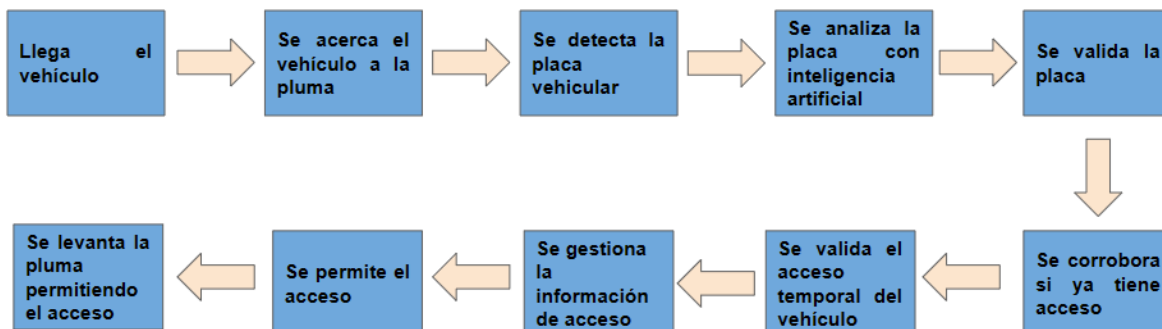 Llega el
vehículo
Se acerca el
vehículo a la
pluma
Se detecta la
placa
vehicular
Se analiza la
placa con
inteligencia
artificial
Se valida la
placa
Se corrobora
si ya tiene
acceso
Se valida el
acceso
temporal del
vehículo
Se gestiona
la
información
de acceso
Se permite el
acceso
Se levanta la
pluma
permitiendo
el acceso